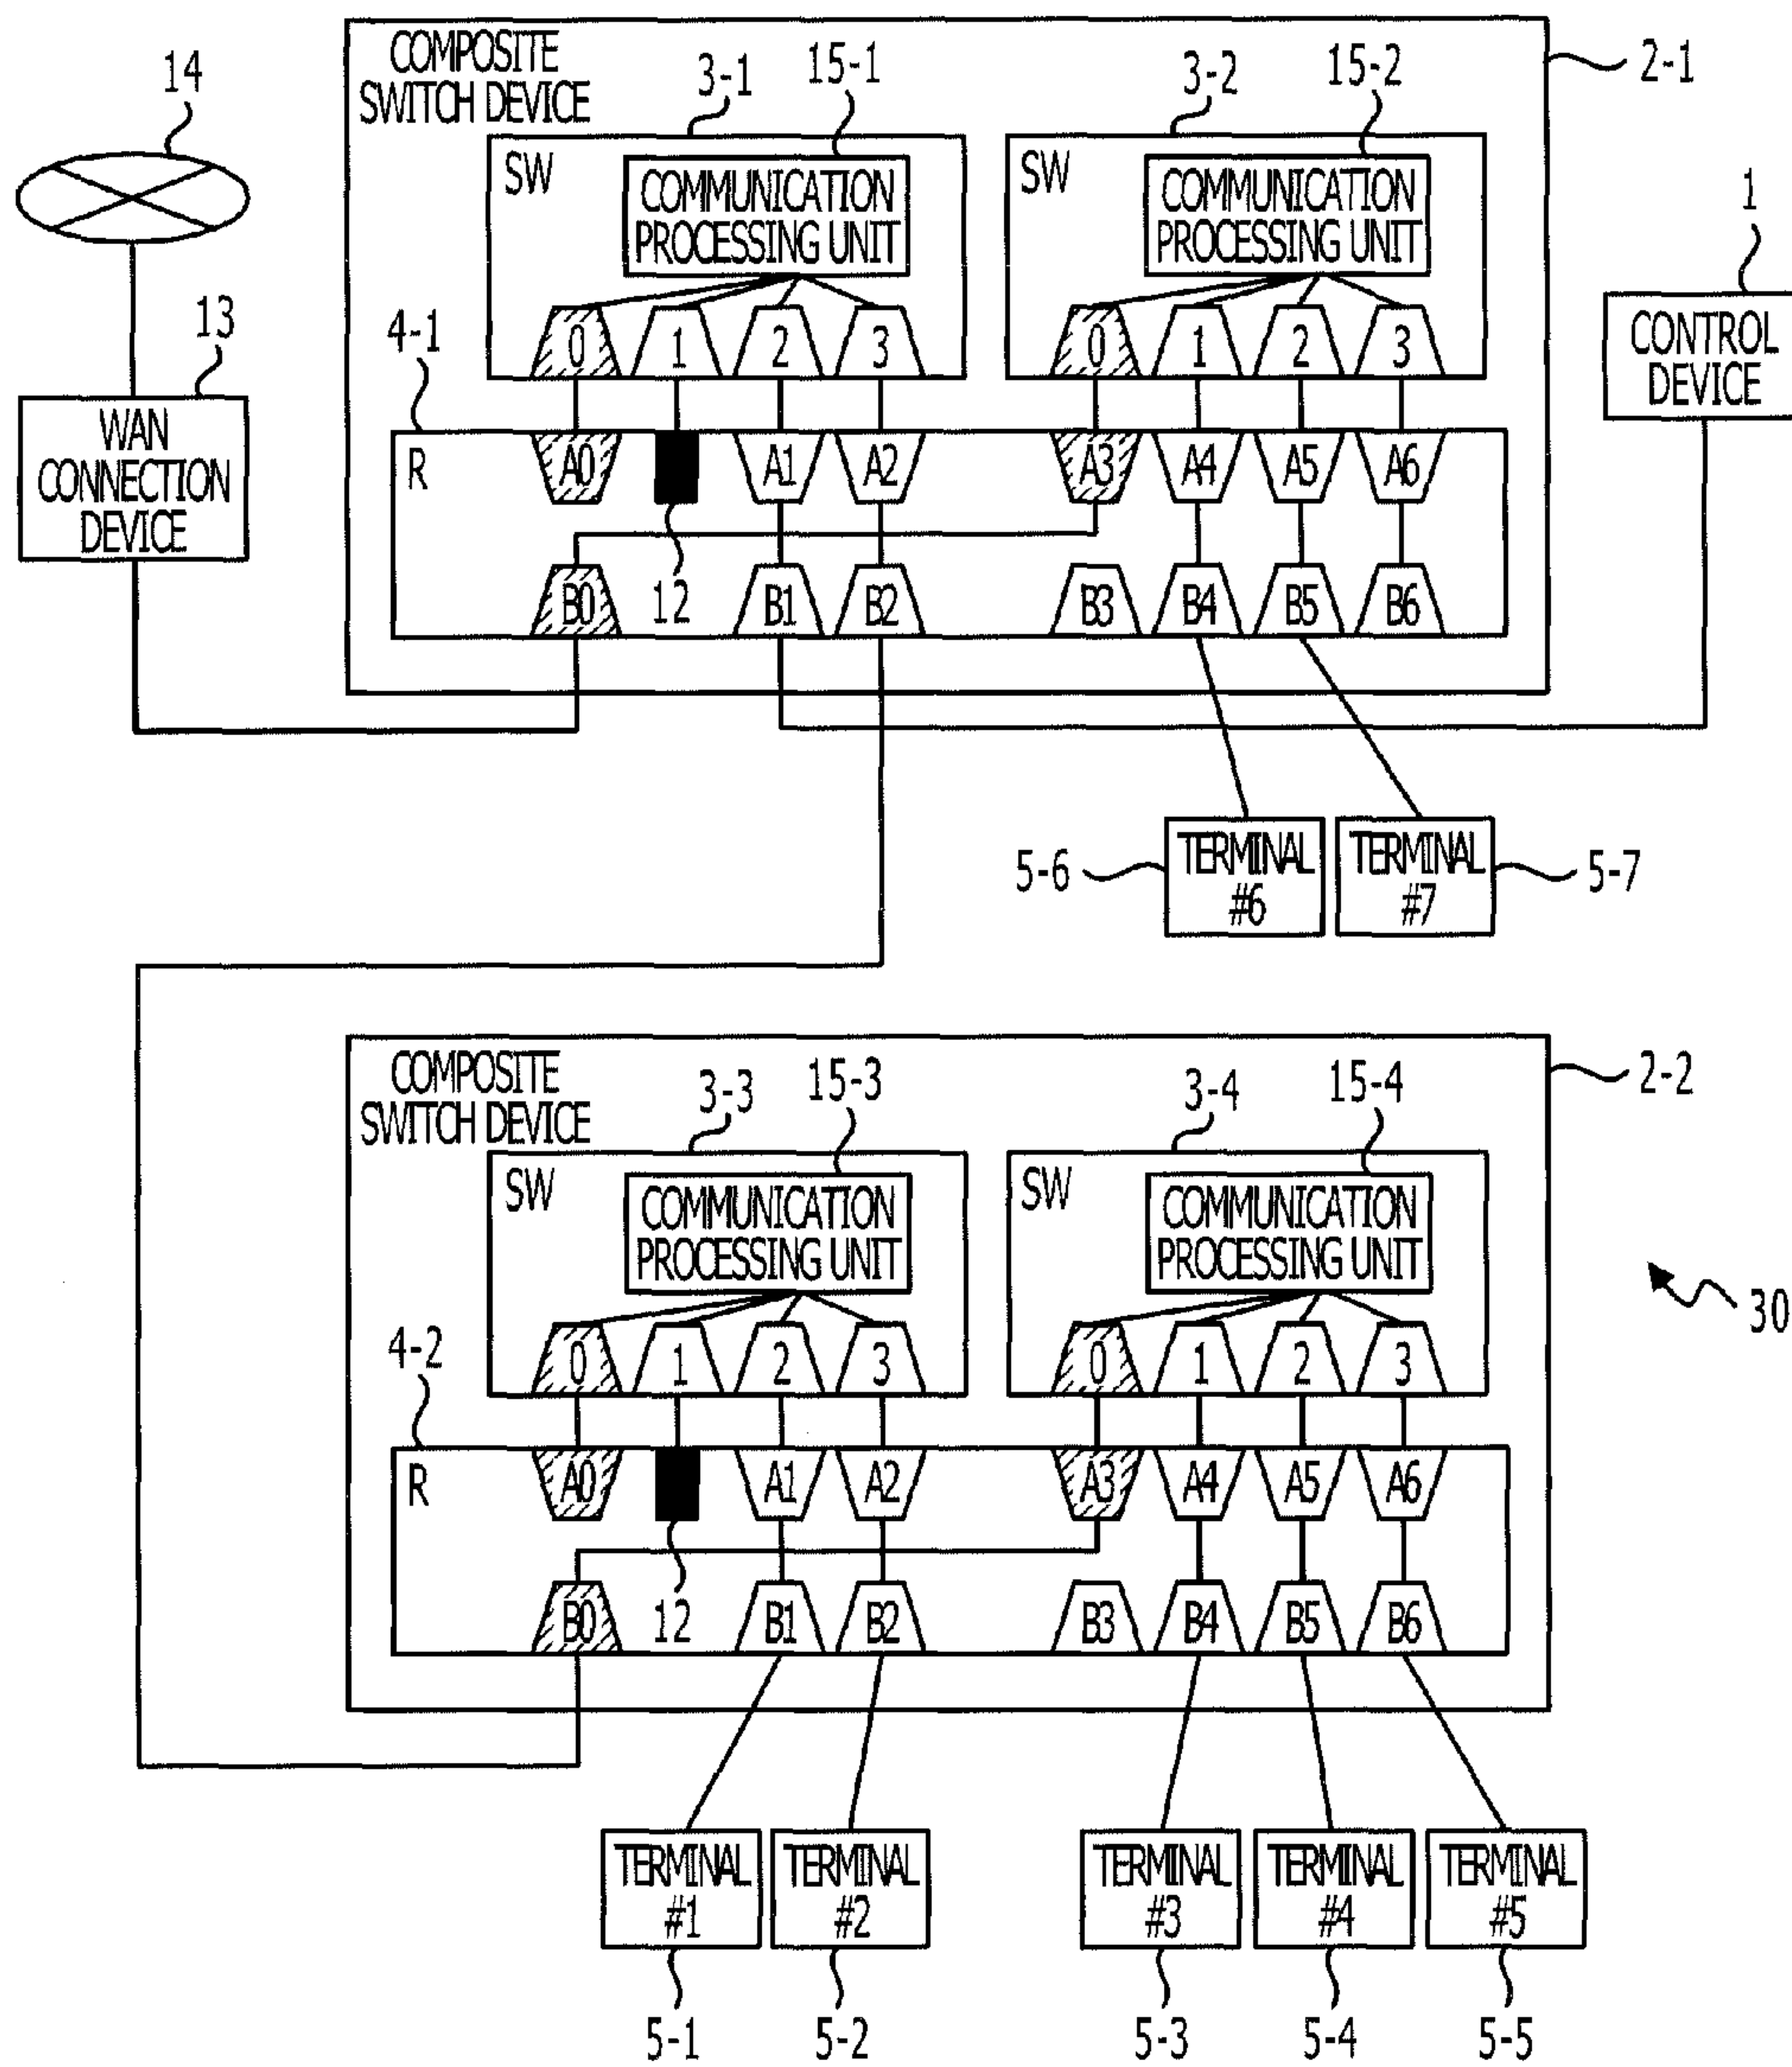 14
COMPOSITE
SWITCH DEVICE
3-1
15-1
3-2
15-2
2-1
SW
COMMUNICATION
PROCESSING UNIT
SW
COMMUNICATION
PROCESSING UNIT
1
CONTROL
DEVICE
13
WAN
CONNECTION
DEVICE
4-1
0 1 2 3
0 1 2 3
R
A0 A1 A2 A3 A4 A5 A6
B0 12 B1 B2 B3 B4 B5 B6
5-6
TERMINAL
#6
TERMINAL
#7
5-7
COMPOSITE
SWITCH DEVICE
3-3
15-3
3-4
15-4
2-2
SW
COMMUNICATION
PROCESSING UNIT
SW
COMMUNICATION
PROCESSING UNIT
30
4-2
0 1 2 3
0 1 2 3
R
A0 A1 A2 A3 A4 A5 A6
B0 12 B1 B2 B3 B4 B5 B6
TERMINAL
#1
TERMINAL
#2
TERMINAL
#3
TERMINAL
#4
TERMINAL
#5
5-1
5-2
5-3
5-4
5-5